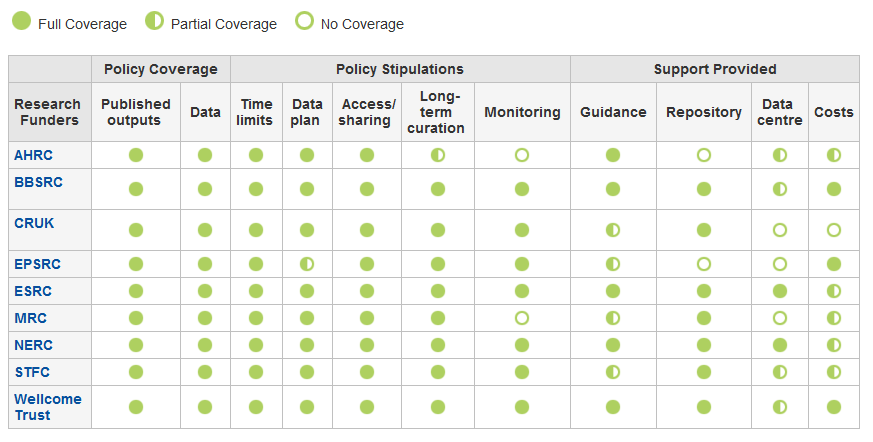 Full Coverage Partial Coverage No Coverage
Policy Coverage Policy Stipulations Support Provided
Research Funders Published outputs Data Time limits Data plan Access/ sharing Long- term curation Monitoring Guidance Repository Data centre Costs
AHRC
BBSRC
CRUK
EPSRC
ESRC
MRC
NERC
STFC
Wellcome
Trust